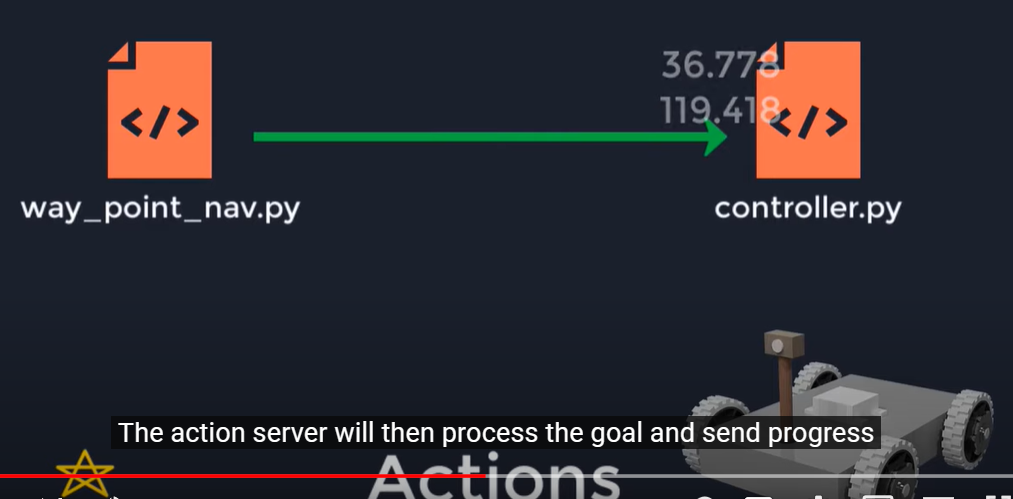 36.778
119.418
</>
</>
way_point_nav.py
controller.py
The action server will then process the goal and send progress
Actions